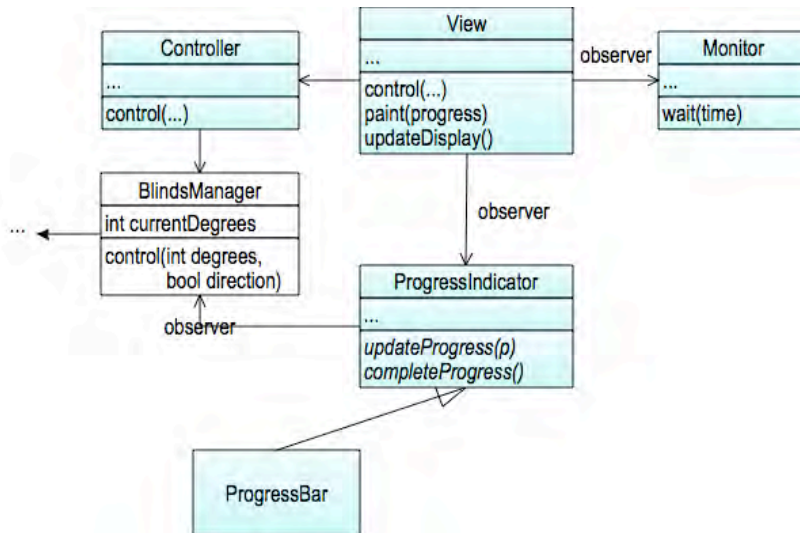 View
...
control(...)
paint(progress)
updateDisplay()
Controller
...
control(...)
observer
Monitor
...
wait(time)
BlindsManager
int currentDegrees
control(int degrees,
bool direction)
...
observer
ProgressIndicator
...
updateProgress(p)
completeProgress()
observer
ProgressBar